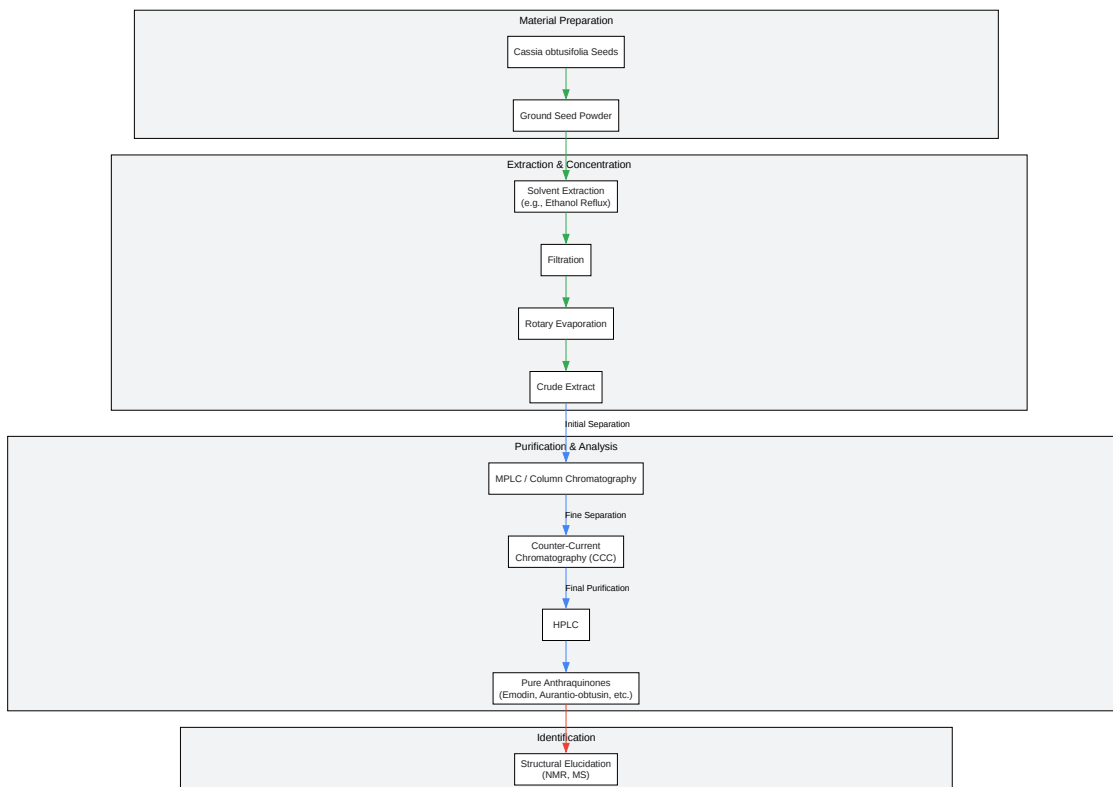 Material Preparation
Cassia obtusifolia Seeds
Ground Seed Powder
Extraction & Concentration
Solvent Extraction
(e.g., Ethanol Reflux)
Filtration
Rotary Evaporation
Crude Extract
Initial Separation
Purification & Analysis
MPLC / Column Chromatography
Fine Separation
Counter-Current
Chromatography (CCC)
Final Purification
HPLC
Pure Anthraquinones
(Emodin, Aurantio-obtusin, etc.)
Identification
Structural Elucidation
(NMR, MS)